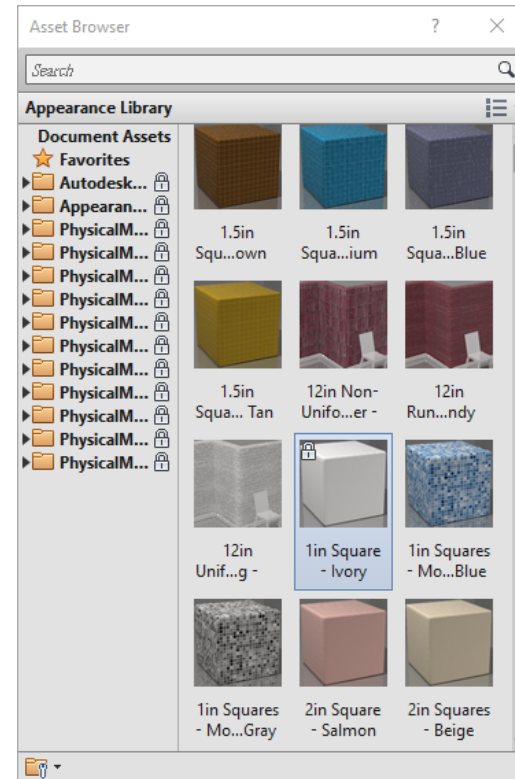 Asset Browser ?
Search
Appearance Library
Document Assets
Favorites
Autodesk...
Appearan...
PhysicalM...
PhysicalM...
PhysicalM...
PhysicalM...
PhysicalM...
PhysicalM...
PhysicalM...
PhysicalM...
PhysicalM...
PhysicalM...
PhysicalM...
1.5in
Squ...own
1.5in
Squa...ium
1.5in
Squa...Blue
1.5in
Squa... Tan
12in Non-
Unifo...er -
12in
Run...ndy
12in
Unif...g -
1in Square
- Ivory
1in Squares
- Mo...Blue
1in Squares
- Mo...Gray
2in Square
- Salmon
2in Squares
- Beige